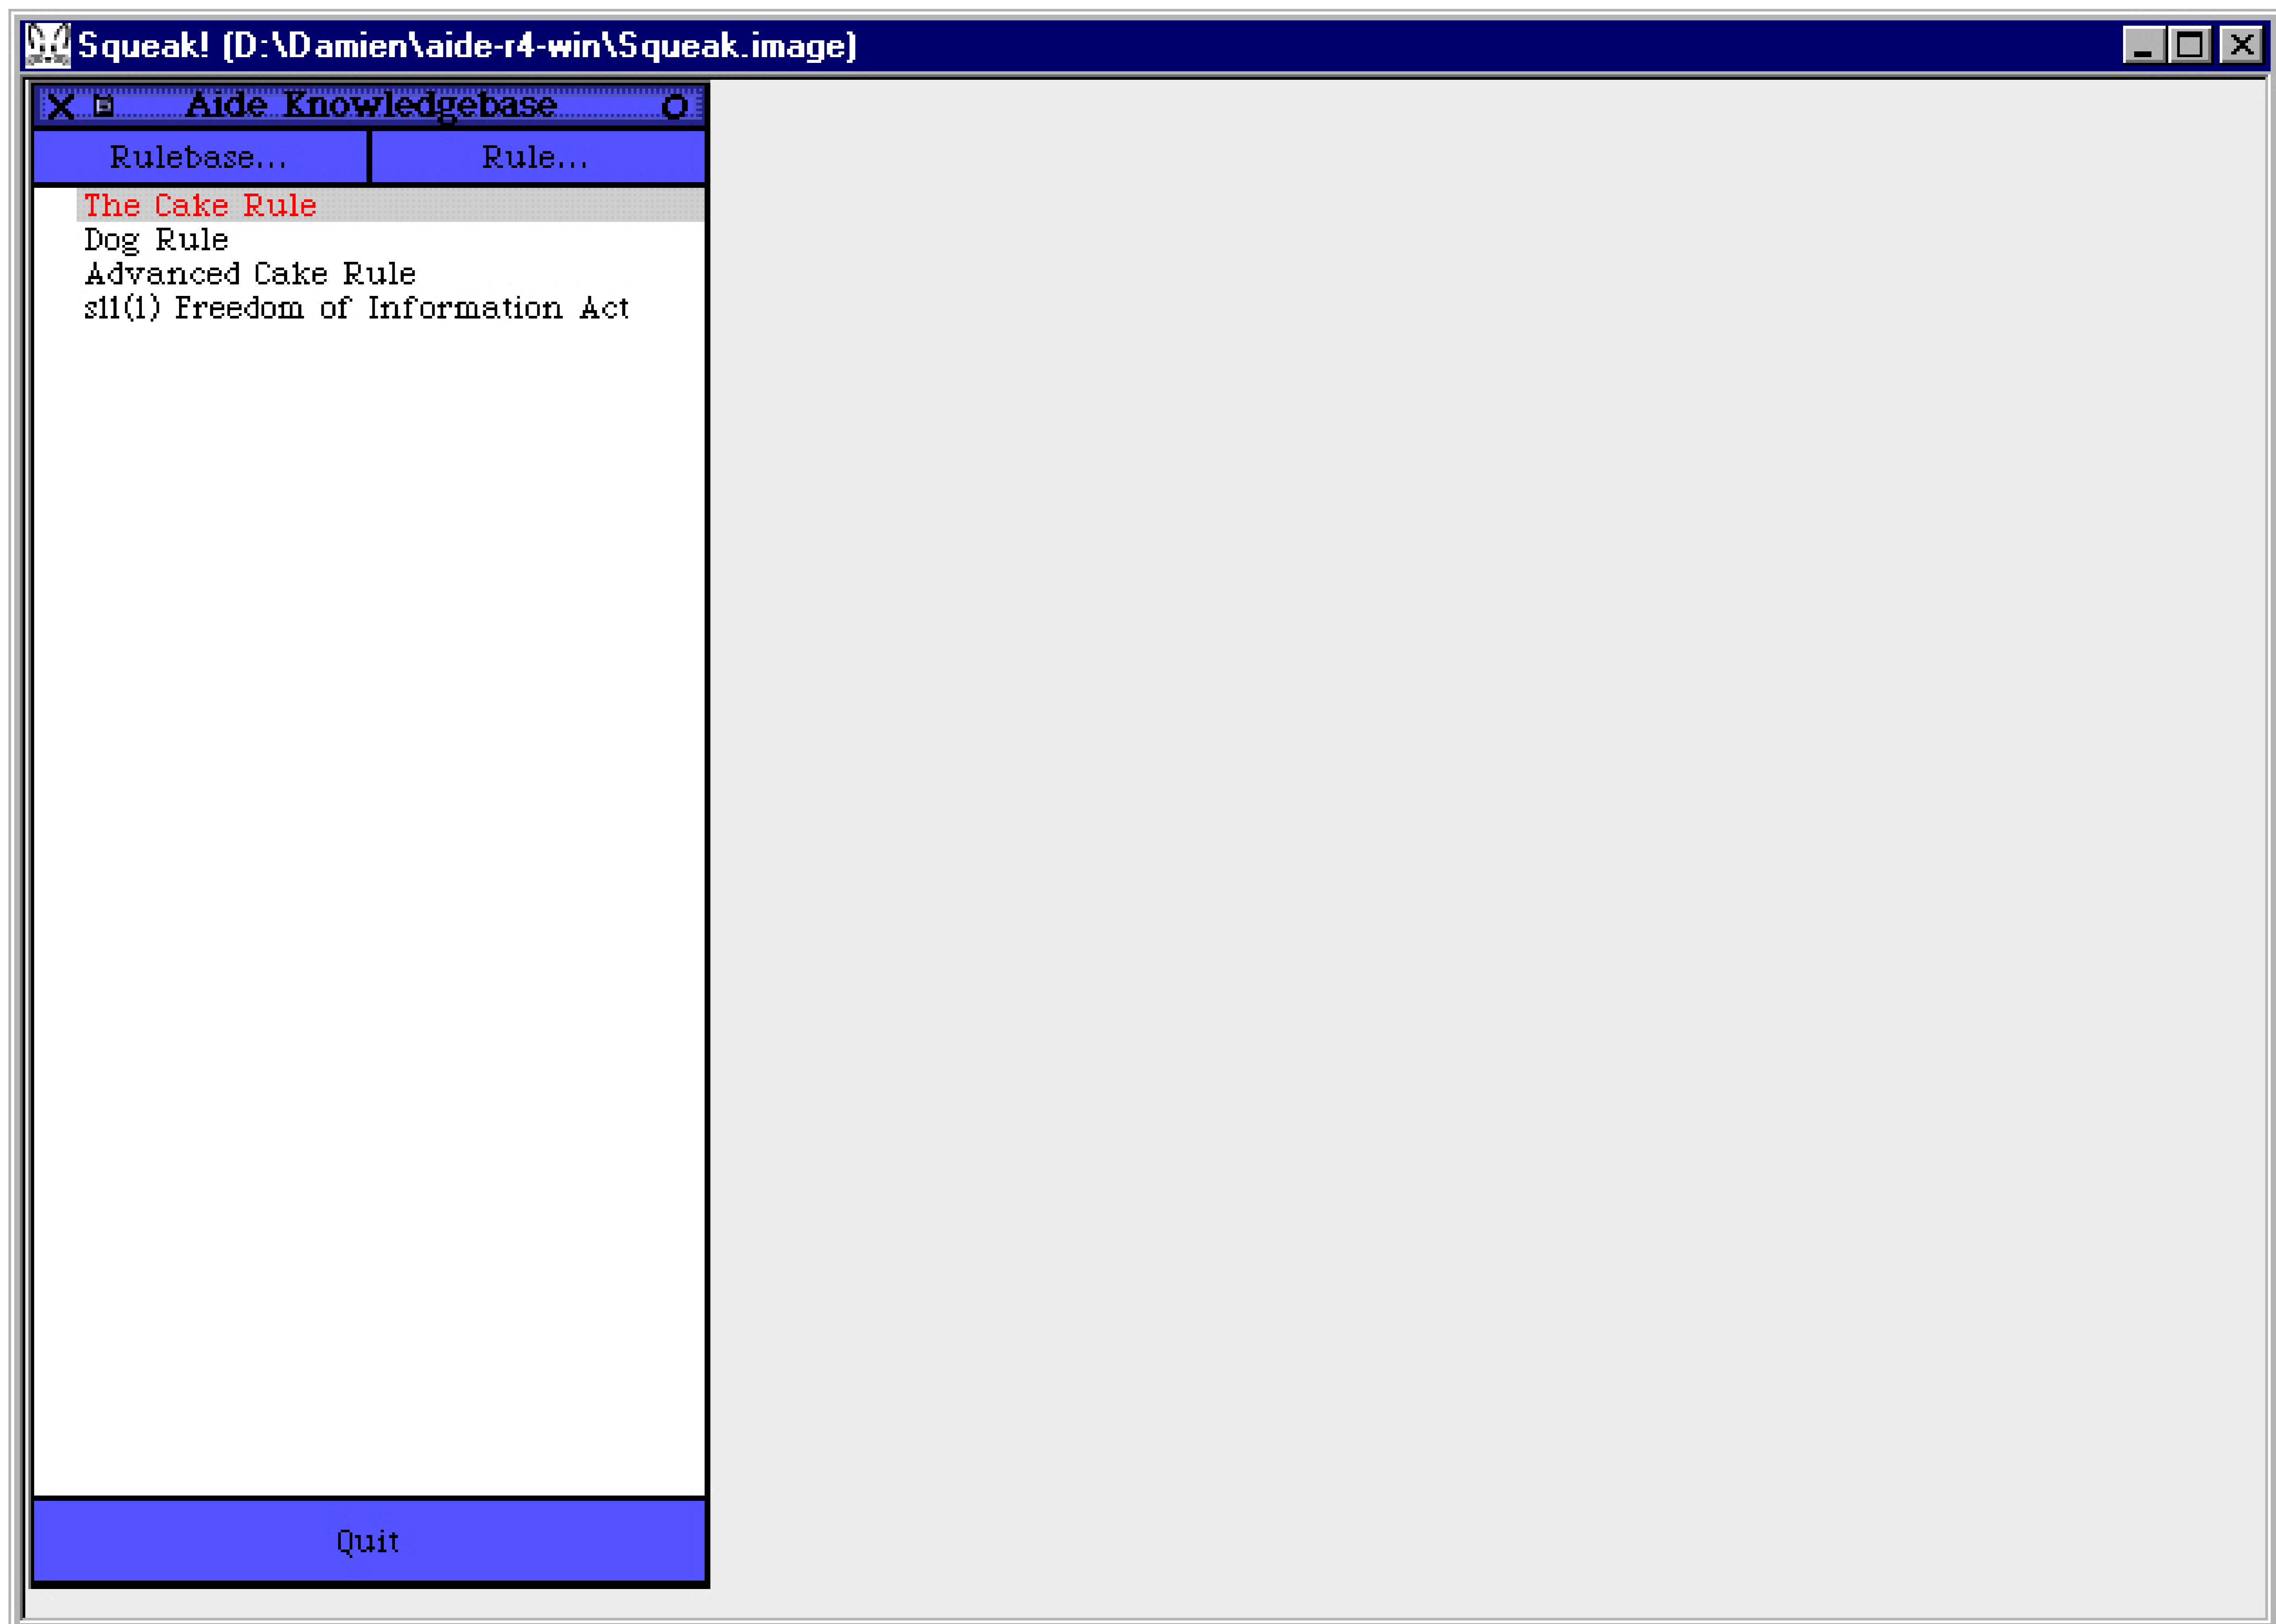 Squeak! (D:\Damien\aide-r4-win\Squeak.image)
Aide Knowledgebase
Rulebase... Rule...
The Cake Rule
Dog Rule
Advanced Cake Rule
s11(1) Freedom of Information Act
Quit